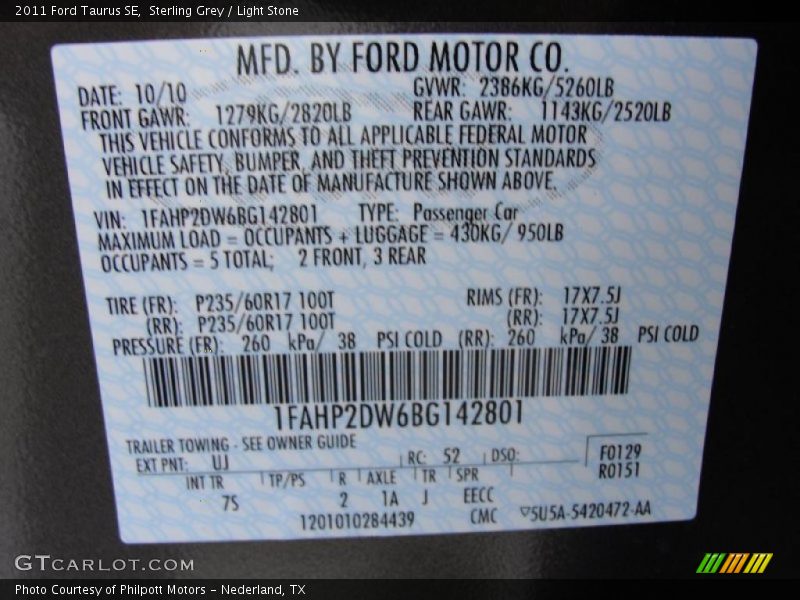 2011 Ford Taurus SE,  Sterling Grey / Light Stone
MFD. BY FORD MOTOR CO.
DATE: 10/10 GVWR: 2386KG/5260LB
FRONT GAWR: 1279KG/2820LB REAR GAWR: 1143KG/2520LB
THIS VEHICLE CONFORMS TO ALL APPLICABLE FEDERAL MOTOR
VEHICLE SAFETY, BUMPER, AND THEFT PREVENTION STANDARDS
IN EFFECT ON THE DATE OF MANUFACTURE SHOWN ABOVE.
VIN: 1FAHP2DW6BG142801 TYPE: Passenger Car
MAXIMUM LOAD = OCCUPANTS + LUGGAGE = 430KG/ 950LB
OCCUPANTS = 5 TOTAL; 2 FRONT, 3 REAR
TIRE (FR): P235/60R17 100T RIMS (FR): 17X7.5J
(RR): P235/60R17 100T (RR): 17X7.5J
PRESSURE (FR): 260 kPa/ 38 PSI COLD (RR): 260 kPa/ 38 PSI COLD
1FAHP2DW6BG142801
TRAILER TOWING - SEE OWNER GUIDE
EXT PNT: UJ RC: 52 DSO: F0129
R0151
INT TR TP/PS R AXLE TR SPR
7S 2 1A J EECC
1201010284439 CMC ▽5U5A-5420472-AA
GTCARLOT.COM
Photo Courtesy of Philpott Motors - Nederland, TX